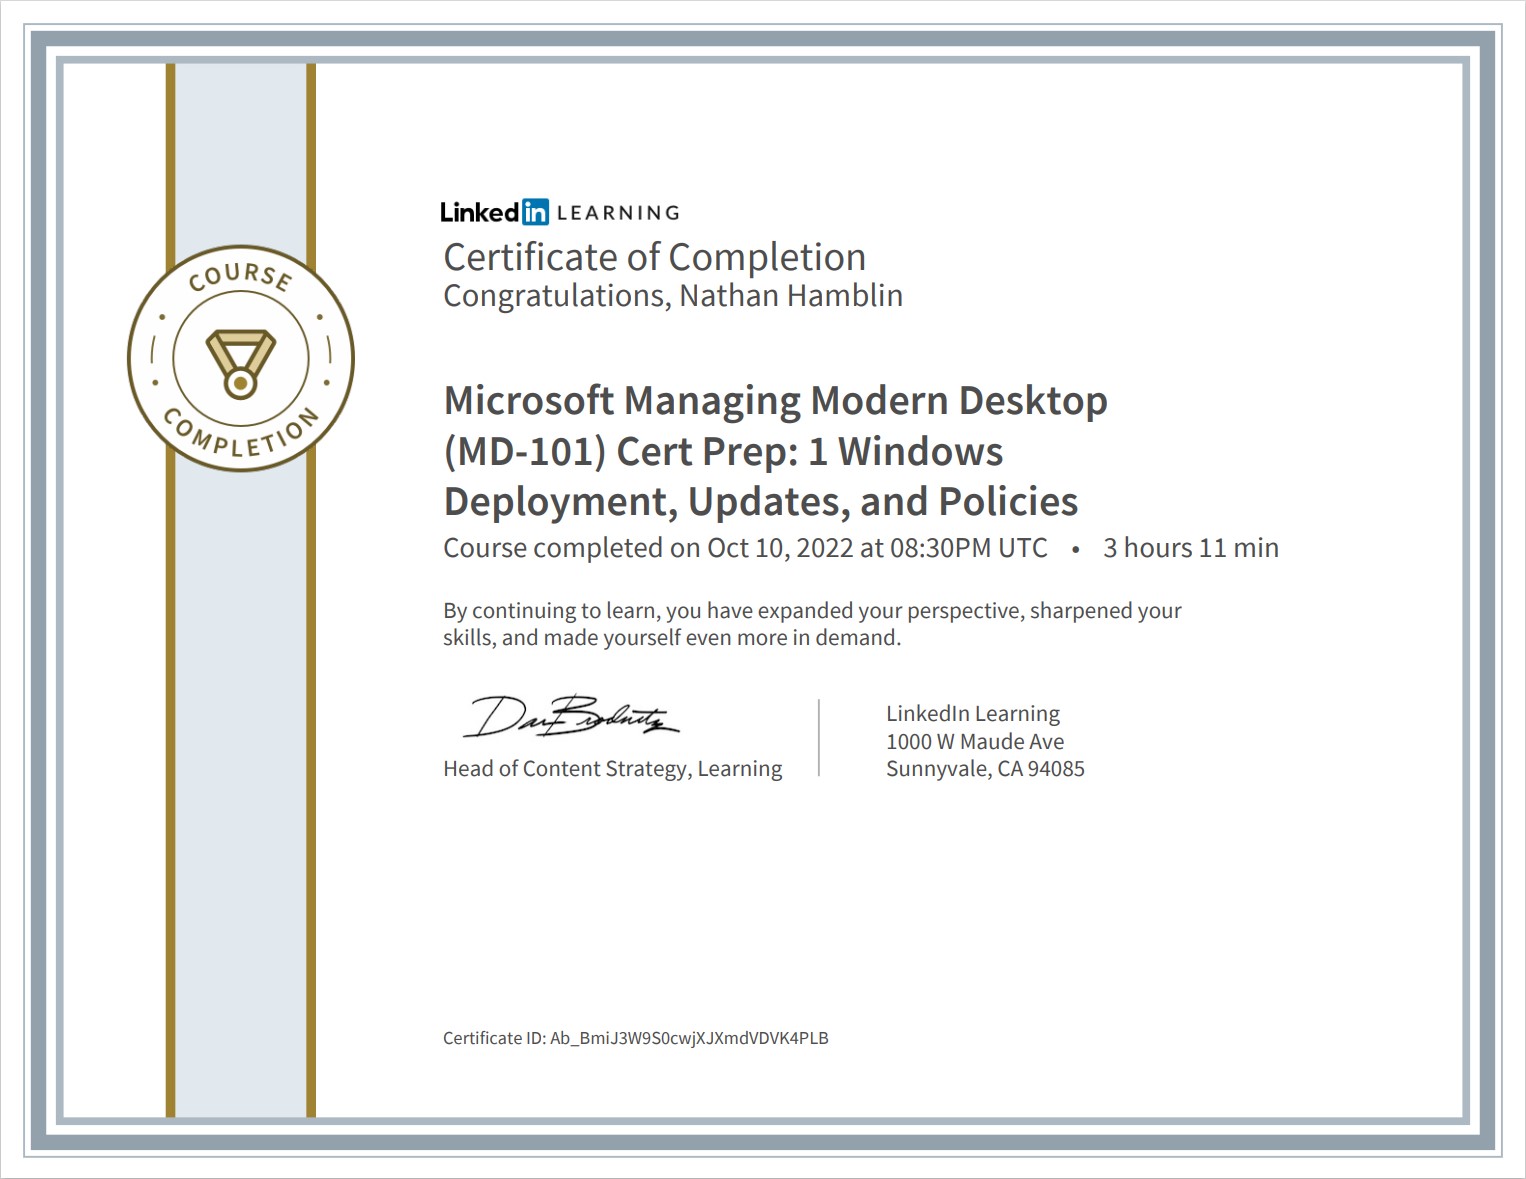 LinkedIn LEARNING
Certificate of Completion
Congratulations, Nathan Hamblin
COURSE
COMPLETION
Microsoft Managing Modern Desktop
(MD-101) Cert Prep: 1 Windows
Deployment, Updates, and Policies
Course completed on Oct 10, 2022 at 08:30PM UTC • 3 hours 11 min
By continuing to learn, you have expanded your perspective, sharpened your
skills, and made yourself even more in demand.
Dan Brodnitz
Head of Content Strategy, Learning
LinkedIn Learning
1000 W Maude Ave
Sunnyvale, CA 94085
Certificate ID: Ab_BmiJ3W9S0cwjXJXmdVDVK4PLB